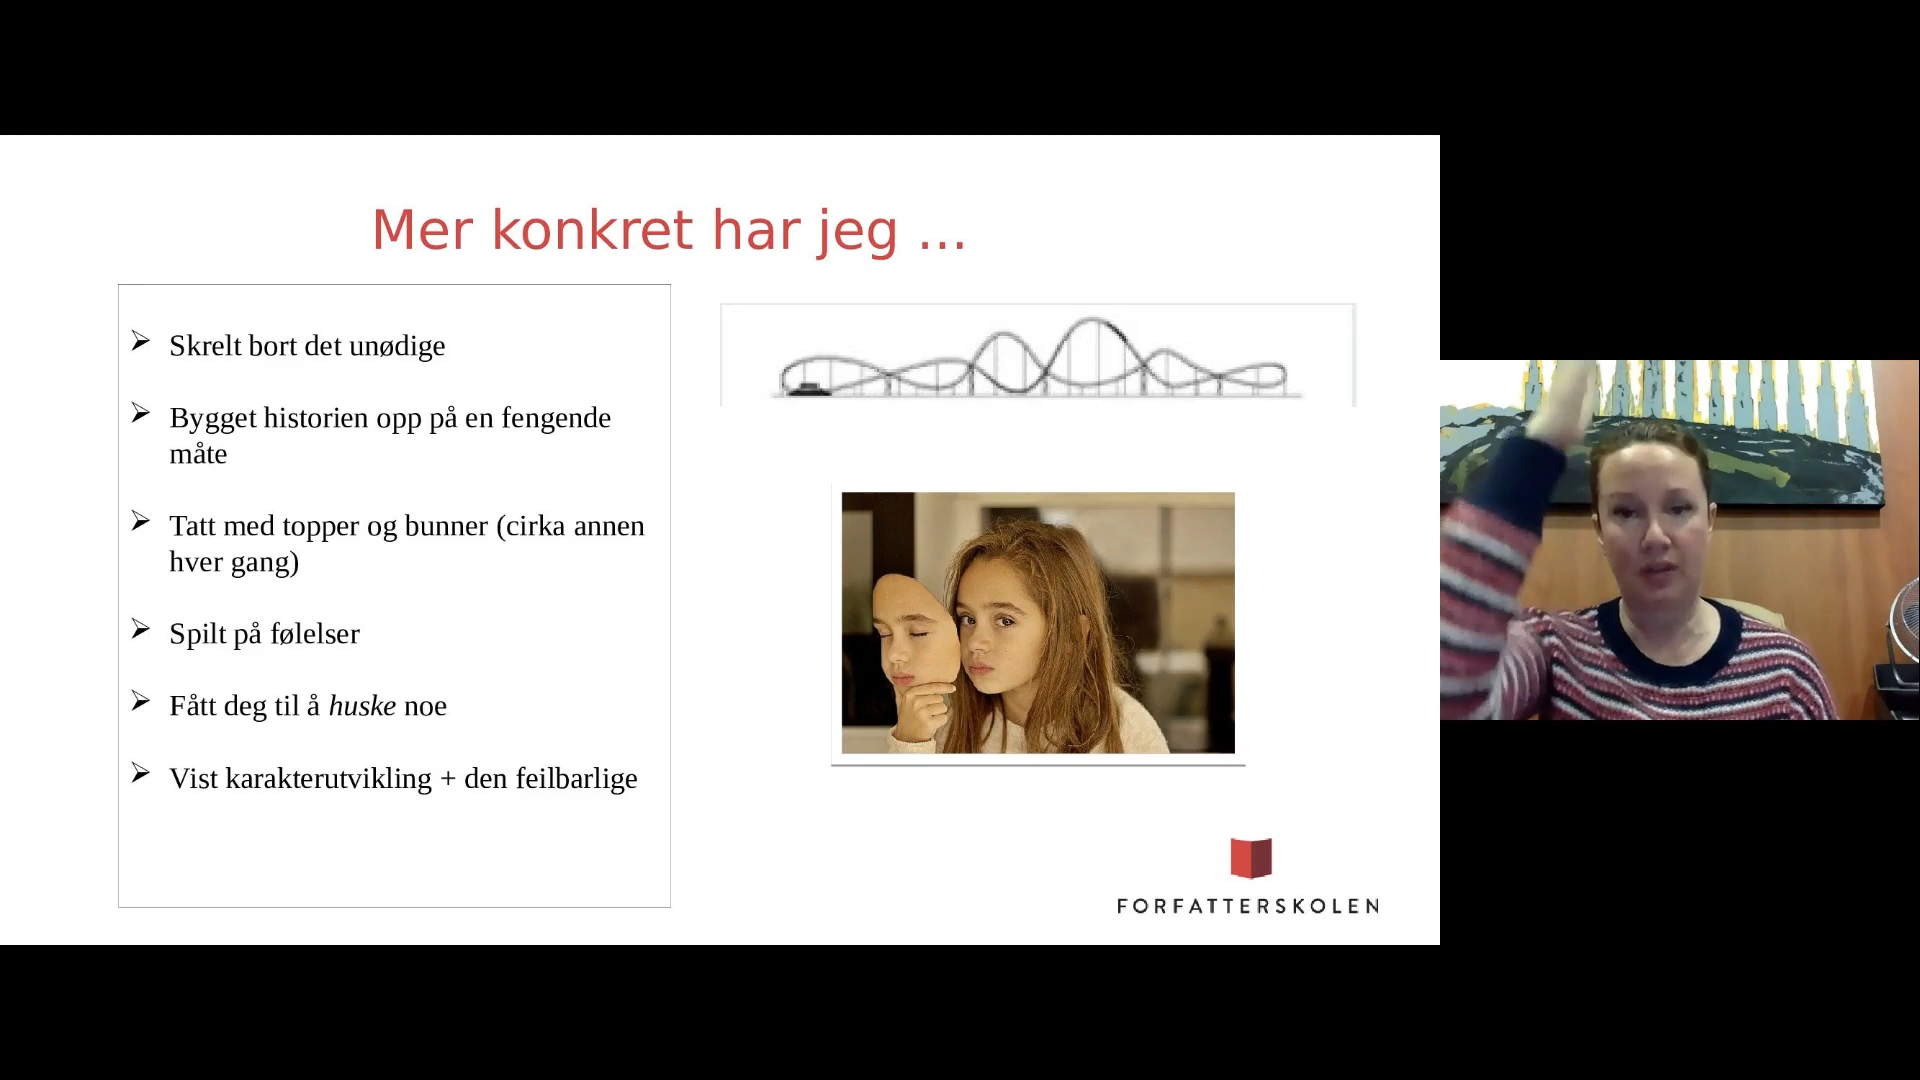 Mer konkret har jeg ...
Skrelt bort det unødige
Bygget historien opp på en fengende
måte
Tatt med topper og bunner (cirka annen
hver gang)
Spilt på følelser
Fått deg til å huske noe
Vist karakterutvikling + den feilbarlige
FORFATTERSKOLEN